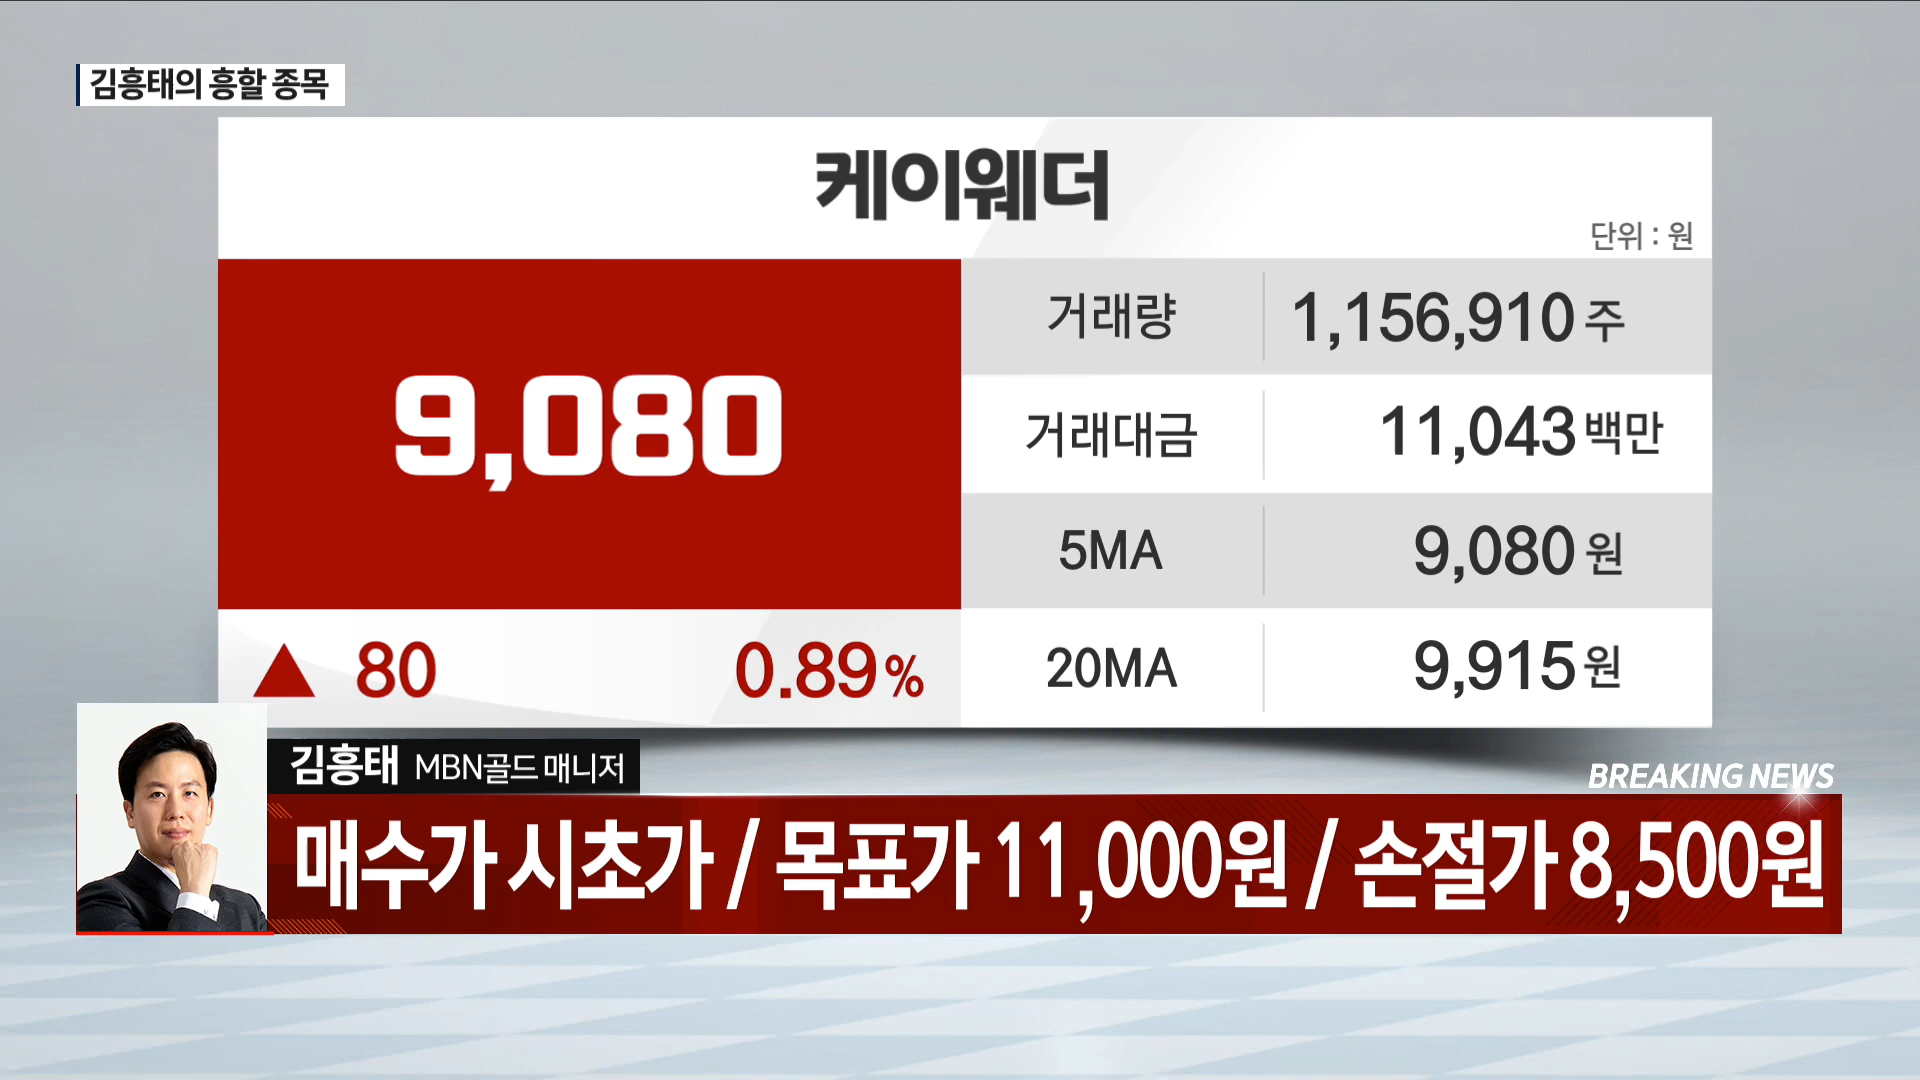 김흥태의 흥할 종목
케이웨더
단위 : 원
9,080
▲ 80 0.89%
거래량 1,156,910 주
거래대금 11,043 백만
5MA 9,080 원
20MA 9,915 원
김흥태 MBN골드 매니저
BREAKING NEWS
매수가 시초가 / 목표가 11,000원 / 손절가 8,500원